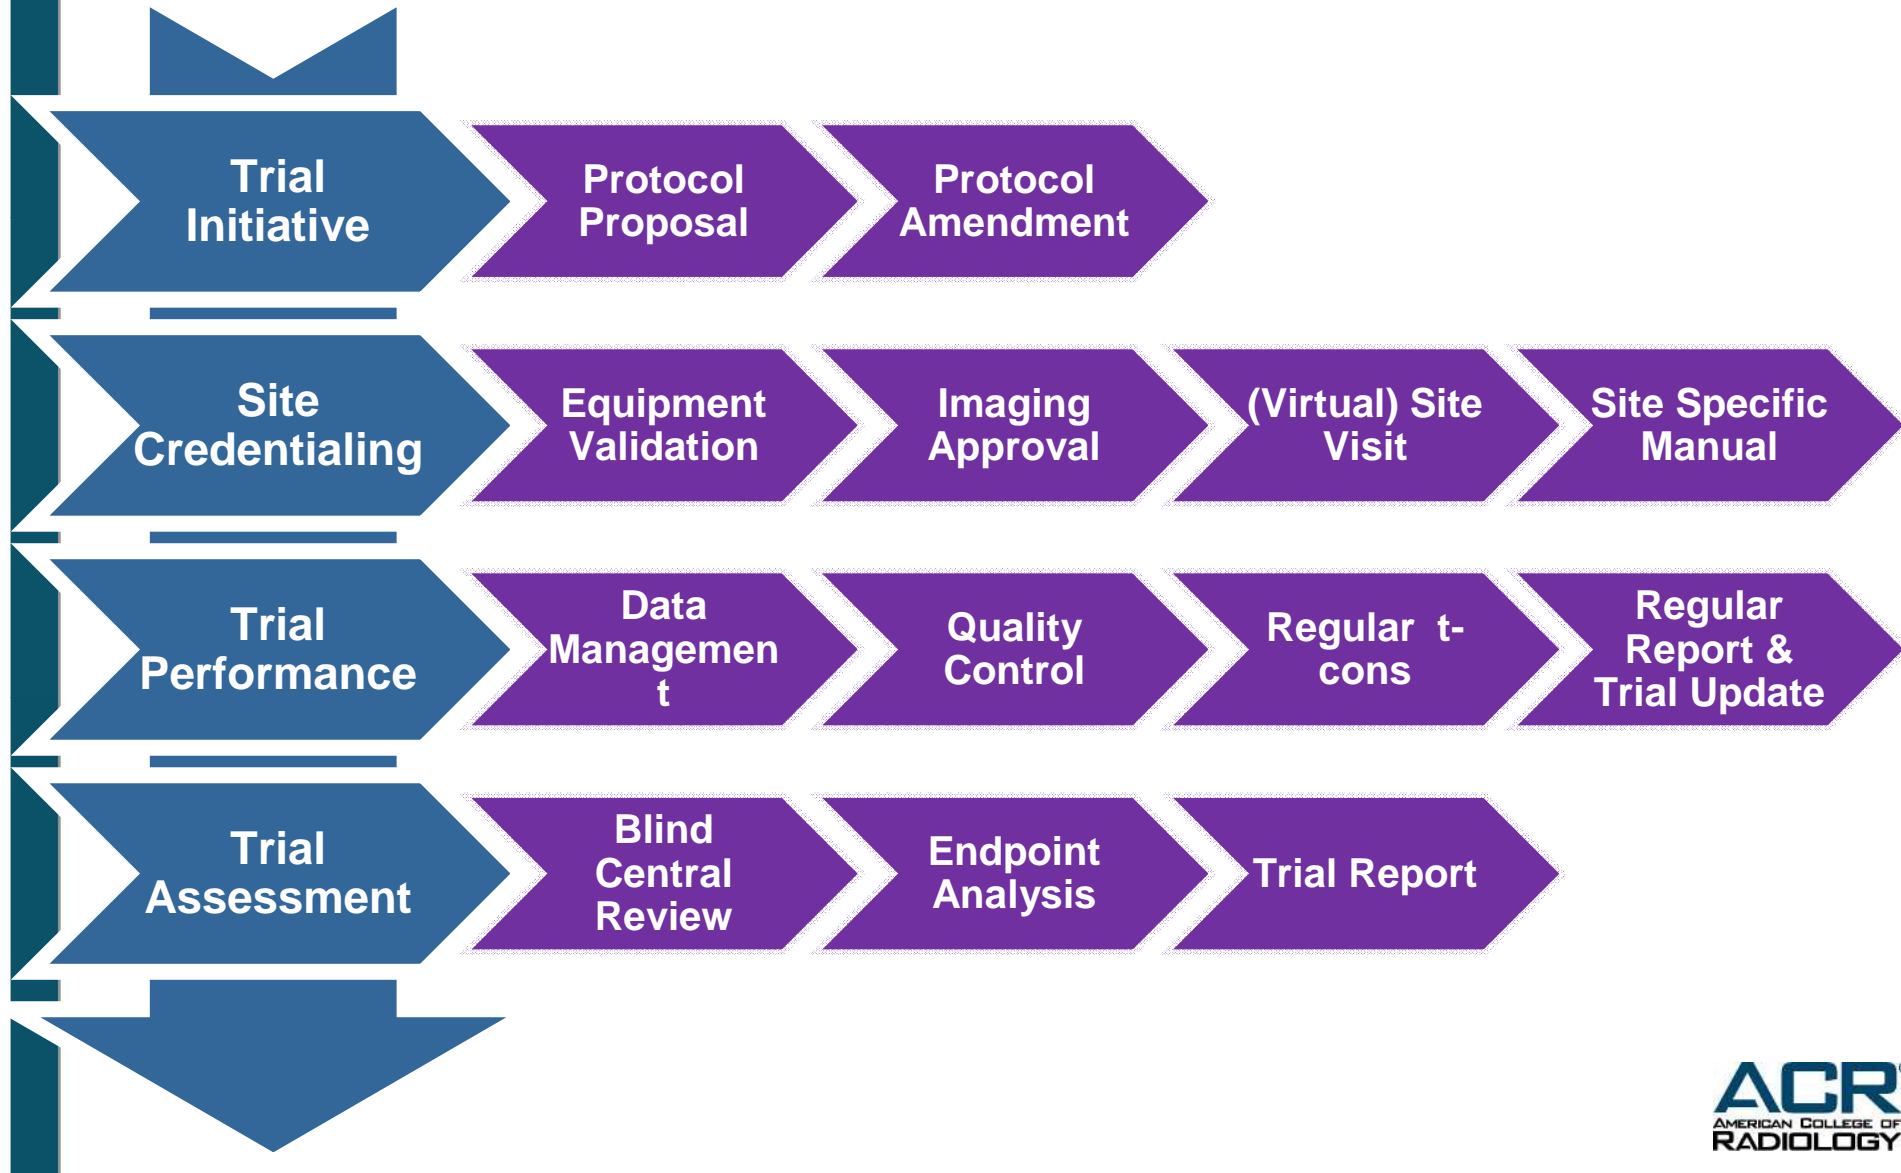 Trial
Initiative
Protocol
Proposal
Protocol
Amendment
Site
Credentialing
Equipment
Validation
Imaging
Approval
(Virtual) Site
Visit
Site Specific
Manual
Trial
Performance
Data
Managemen
t
Quality
Control
Regular t-
cons
Regular
Report &
Trial Update
Trial
Assessment
Blind
Central
Review
Endpoint
Analysis
Trial Report
ACR
AMERICAN COLLEGE OF
RADIOLOGY